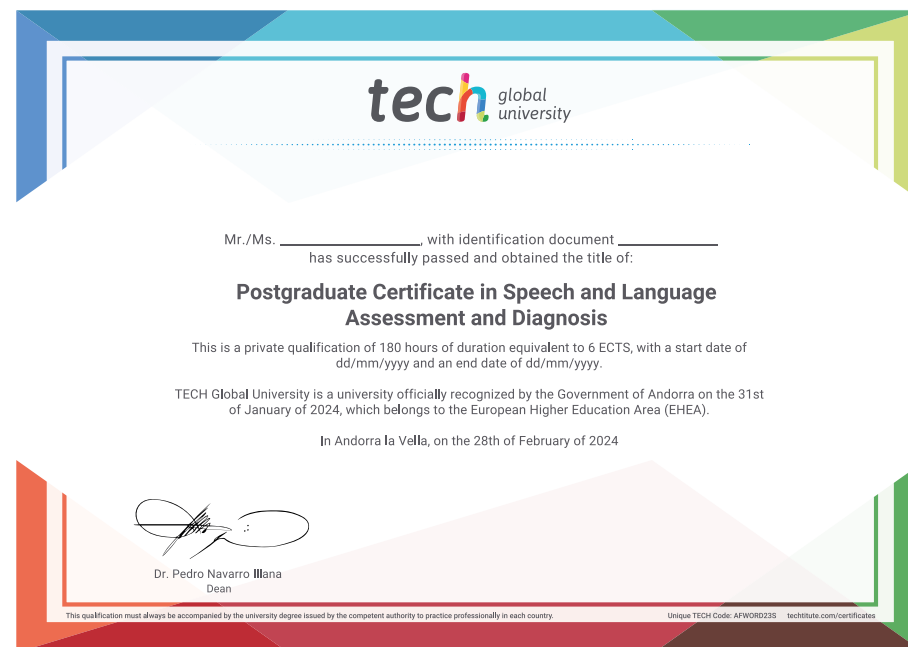 tech global university
Mr./Ms. ____________________, with identification document ______________
has successfully passed and obtained the title of:
Postgraduate Certificate in Speech and Language
Assessment and Diagnosis
This is a private qualification of 180 hours of duration equivalent to 6 ECTS, with a start date of
dd/mm/yyyy and an end date of dd/mm/yyyy.
TECH Global University is a university officially recognized by the Government of Andorra on the 31st
of January of 2024, which belongs to the European Higher Education Area (EHEA).
In Andorra la Vella, on the 28th of February of 2024
Dr. Pedro Navarro Illana
Dean
This qualification must always be accompanied by the university degree issued by the competent authority to practice professionally in each country.
Unique TECH Code: AFWORD23S techtitute.com/certificates